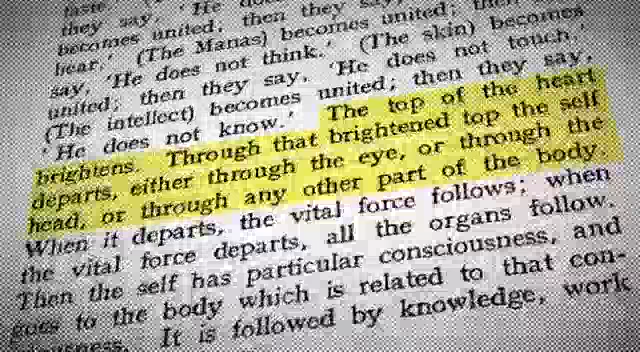 taste.
they say, 'He does
becomes united; then they say,
hear.' (The Manas) becomes united; then
say, 'He does not think.' (The skin) becomes
united; then they say, 'He does not touch.'
(The intellect) becomes united; then they say,
'He does not know.' The top of the heart
brightens. Through that brightened top the self
departs, either through the eye, or through the
head, or through any other part of the body.
When it departs, the vital force follows; when
the vital force departs, all the organs follow.
Then the self has particular consciousness, and
goes to the body which is related to that con-
sciousness. It is followed by knowledge, work